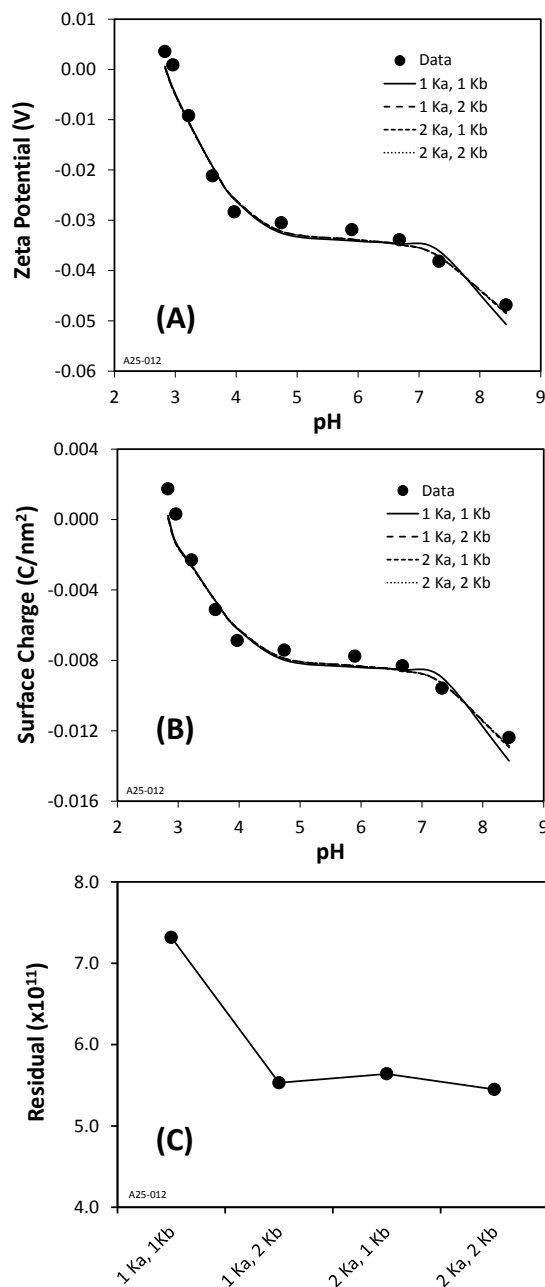 0.01
0.00
-0.01
-0.02
-0.03
-0.04
-0.05
-0.06
Zeta Potential (V)
Data
1 Ka, 1 Kb
1 Ka, 2 Kb
2 Ka, 1 Kb
2 Ka, 2 Kb
(A)
A25-012
2 3 4 5 6 7 8 9
pH
0.004
0.000
-0.004
-0.008
-0.012
-0.016
Surface Charge (C/nm²)
Data
1 Ka, 1 Kb
1 Ka, 2 Kb
2 Ka, 1 Kb
2 Ka, 2 Kb
(B)
A25-012
2 3 4 5 6 7 8 9
pH
8.0
7.0
6.0
5.0
4.0
Residual (x10¹¹)
(C)
A25-012
1 Ka, 1Kb
1 Ka, 2 Kb
2 Ka, 1 Kb
2 Ka, 2 Kb